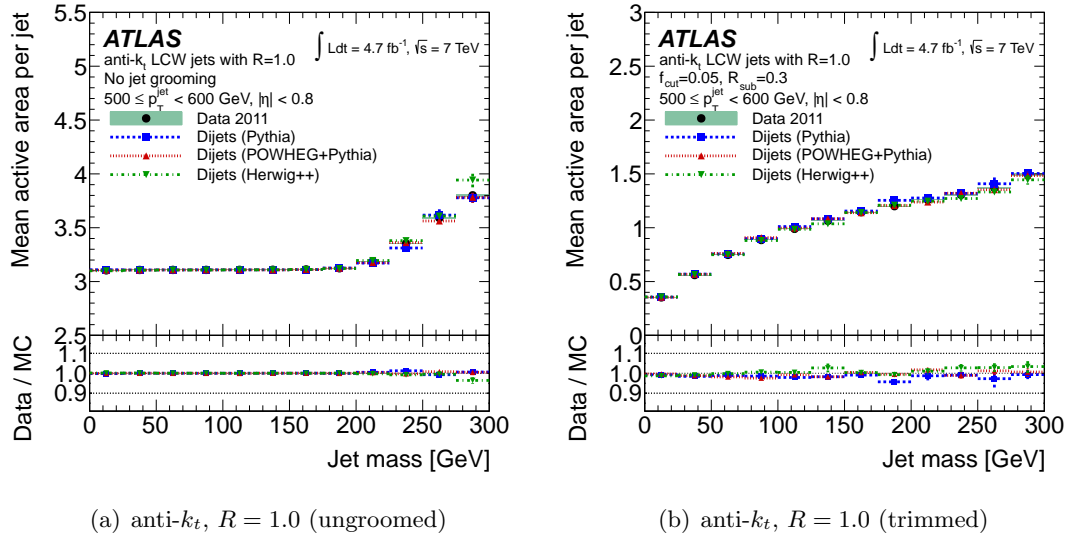 Mean active area per jet
5.5
5
4.5
4
3.5
3
2.5
ATLAS
∫ Ldt = 4.7 fb⁻¹, √s = 7 TeV
anti-kₜ LCW jets with R=1.0
No jet grooming
500 ≤ p_T^jet < 600 GeV, |η| < 0.8
Data 2011
Dijets (Pythia)
Dijets (POWHEG+Pythia)
Dijets (Herwig++)
Data / MC
1.1
1.0
0.9
0 50 100 150 200 250 300
Jet mass [GeV]
(a) anti-kₜ, R = 1.0 (ungroomed)
Mean active area per jet
3
2.5
2
1.5
1
0.5
0
ATLAS
∫ Ldt = 4.7 fb⁻¹, √s = 7 TeV
anti-kₜ LCW jets with R=1.0
f_cut=0.05, R_sub=0.3
500 ≤ p_T^jet < 600 GeV, |η| < 0.8
Data 2011
Dijets (Pythia)
Dijets (POWHEG+Pythia)
Dijets (Herwig++)
Data / MC
1.1
1.0
0.9
0 50 100 150 200 250 300
Jet mass [GeV]
(b) anti-kₜ, R = 1.0 (trimmed)